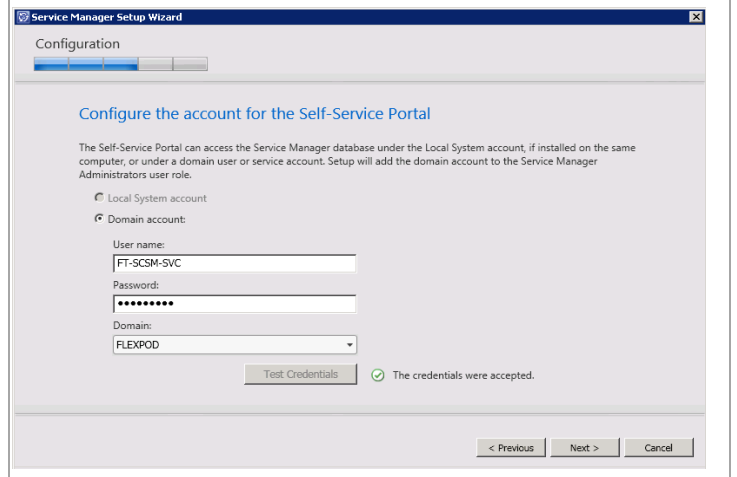 Service Manager Setup Wizard
Configuration
Configure the account for the Self-Service Portal
The Self-Service Portal can access the Service Manager database under the Local System account, if installed on the same
computer, or under a domain user or service account. Setup will add the domain account to the Service Manager
Administrators user role.
Local System account
Domain account:
User name:
FT-SCSM-SVC
Password:
•••••••••
Domain:
FLEXPOD
Test Credentials
The credentials were accepted.
< Previous
Next >
Cancel